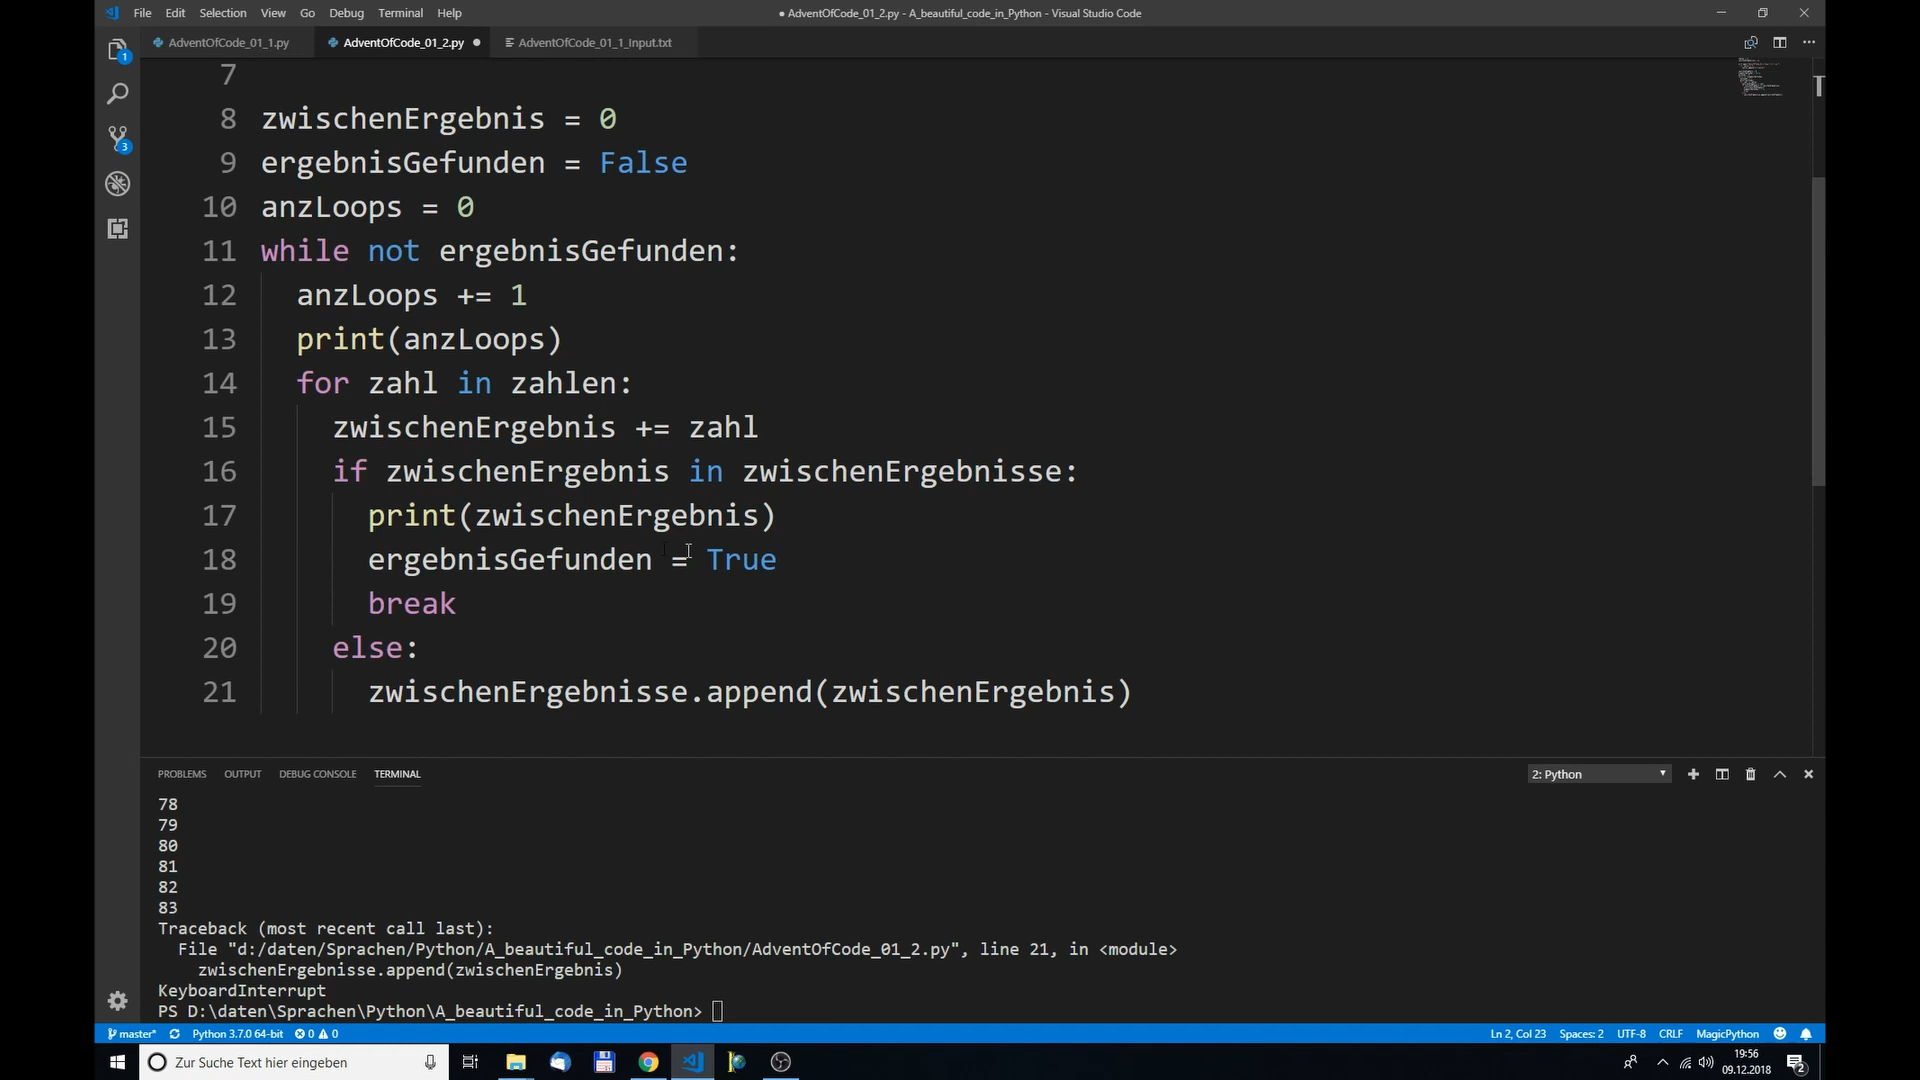 File Edit Selection View Go Debug Terminal Help
● AdventOfCode_01_2.py - A_beautiful_code_in_Python - Visual Studio Code
AdventOfCode_01_1.py
AdventOfCode_01_2.py
AdventOfCode_01_1_Input.txt
1
3
7
8 zwischenErgebnis = 0
9 ergebnisGefunden = False
10 anzLoops = 0
11 while not ergebnisGefunden:
12 anzLoops += 1
13 print(anzLoops)
14 for zahl in zahlen:
15 zwischenErgebnis += zahl
16 if zwischenErgebnis in zwischenErgebnisse:
17 print(zwischenErgebnis)
18 ergebnisGefunden = True
19 break
20 else:
21 zwischenErgebnisse.append(zwischenErgebnis)
PROBLEMS OUTPUT DEBUG CONSOLE TERMINAL
2: Python
78
79
80
81
82
83
Traceback (most recent call last):
File "d:/daten/Sprachen/Python/A_beautiful_code_in_Python/AdventOfCode_01_2.py", line 21, in <module>
zwischenErgebnisse.append(zwischenErgebnis)
KeyboardInterrupt
PS D:\daten\Sprachen\Python\A_beautiful_code_in_Python>
master* Python 3.7.0 64-bit 0 0
Ln 2, Col 23 Spaces: 2 UTF-8 CRLF MagicPython
Zur Suche Text hier eingeben
19:56
09.12.2018
2